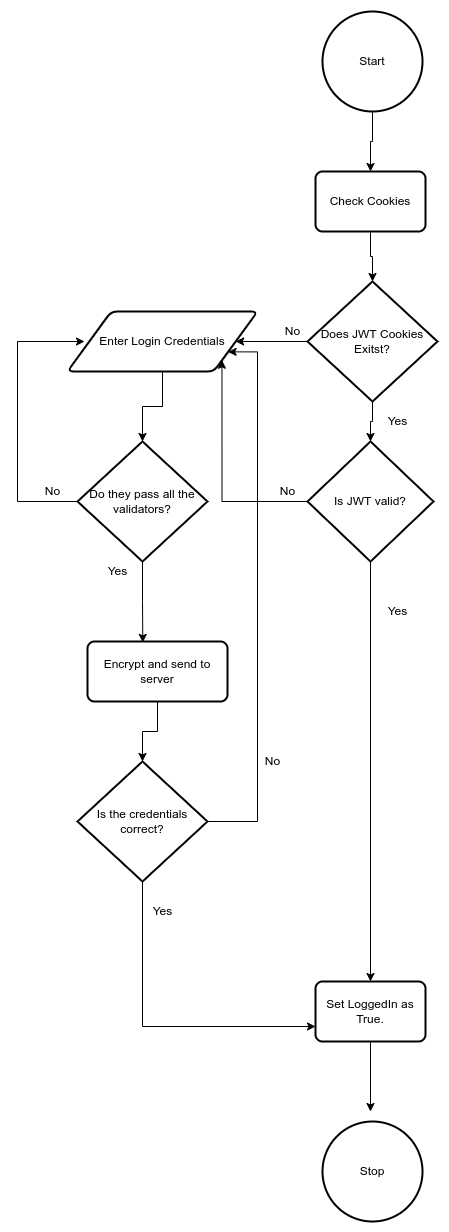 Start
Check Cookies
Does JWT Cookies
Exitst?
No
Enter Login Credentials
Yes
Is JWT valid?
No
Do they pass all the
validators?
No
Yes
Yes
Encrypt and send to
server
No
Is the credentials
correct?
Yes
Set LoggedIn as
True.
Stop